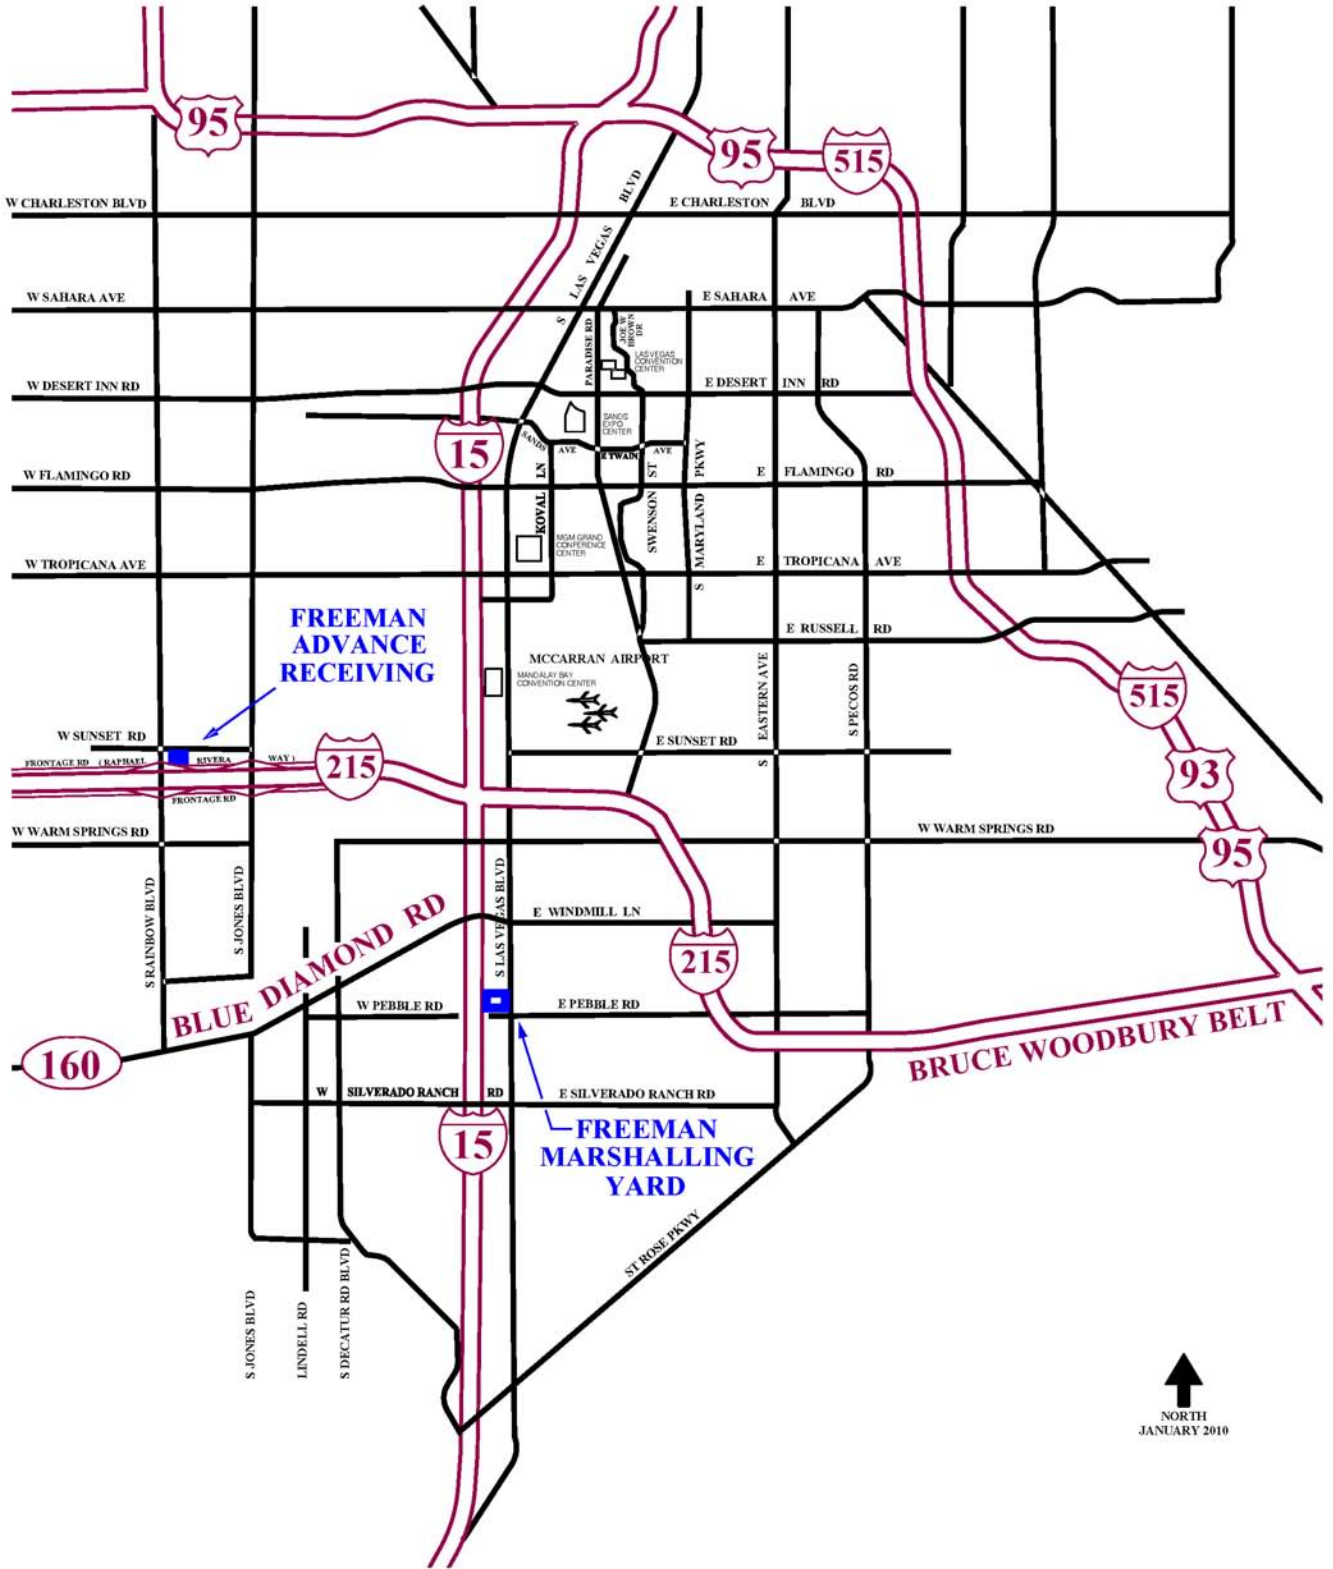 95
95
515
W CHARLESTON BLVD
E CHARLESTON BLVD
S LAS VEGAS BLVD
W SAHARA AVE
E SAHARA AVE
PARADISE RD
JOE W
BROWN
DR
LAS VEGAS
CONVENTION
CENTER
W DESERT INN RD
E DESERT INN RD
SANDS
EXPO
CENTER
SANDS AVE
E TWAIN AVE
15
W FLAMINGO RD
E FLAMINGO RD
KOVAL LN
SWENSON ST
S MARYLAND PKWY
MGM GRAND
CONFERENCE
CENTER
W TROPICANA AVE
E TROPICANA AVE
FREEMAN
ADVANCE
RECEIVING
E RUSSELL RD
MCCARRAN AIRPORT
MANDALAY BAY
CONVENTION CENTER
S EASTERN AVE
S PECOS RD
515
W SUNSET RD
E SUNSET RD
FRONTAGE RD (RAPHAEL RIVERA WAY)
215
93
FRONTAGE RD
W WARM SPRINGS RD
W WARM SPRINGS RD
95
S RAINBOW BLVD
S JONES BLVD
S LAS VEGAS BLVD
E WINDMILL LN
BLUE DIAMOND RD
215
W PEBBLE RD
E PEBBLE RD
BRUCE WOODBURY BELT
160
W SILVERADO RANCH RD
E SILVERADO RANCH RD
15
FREEMAN
MARSHALLING
YARD
ST ROSE PKWY
S JONES BLVD
LINDELL RD
S DECATUR RD BLVD
NORTH
JANUARY 2010